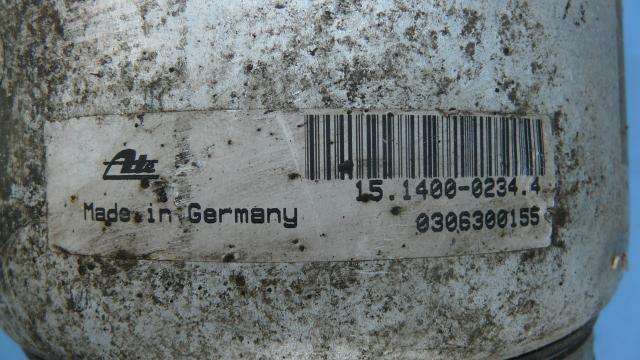 Ate
15.1400-0234.4
Made in Germany
0306300155